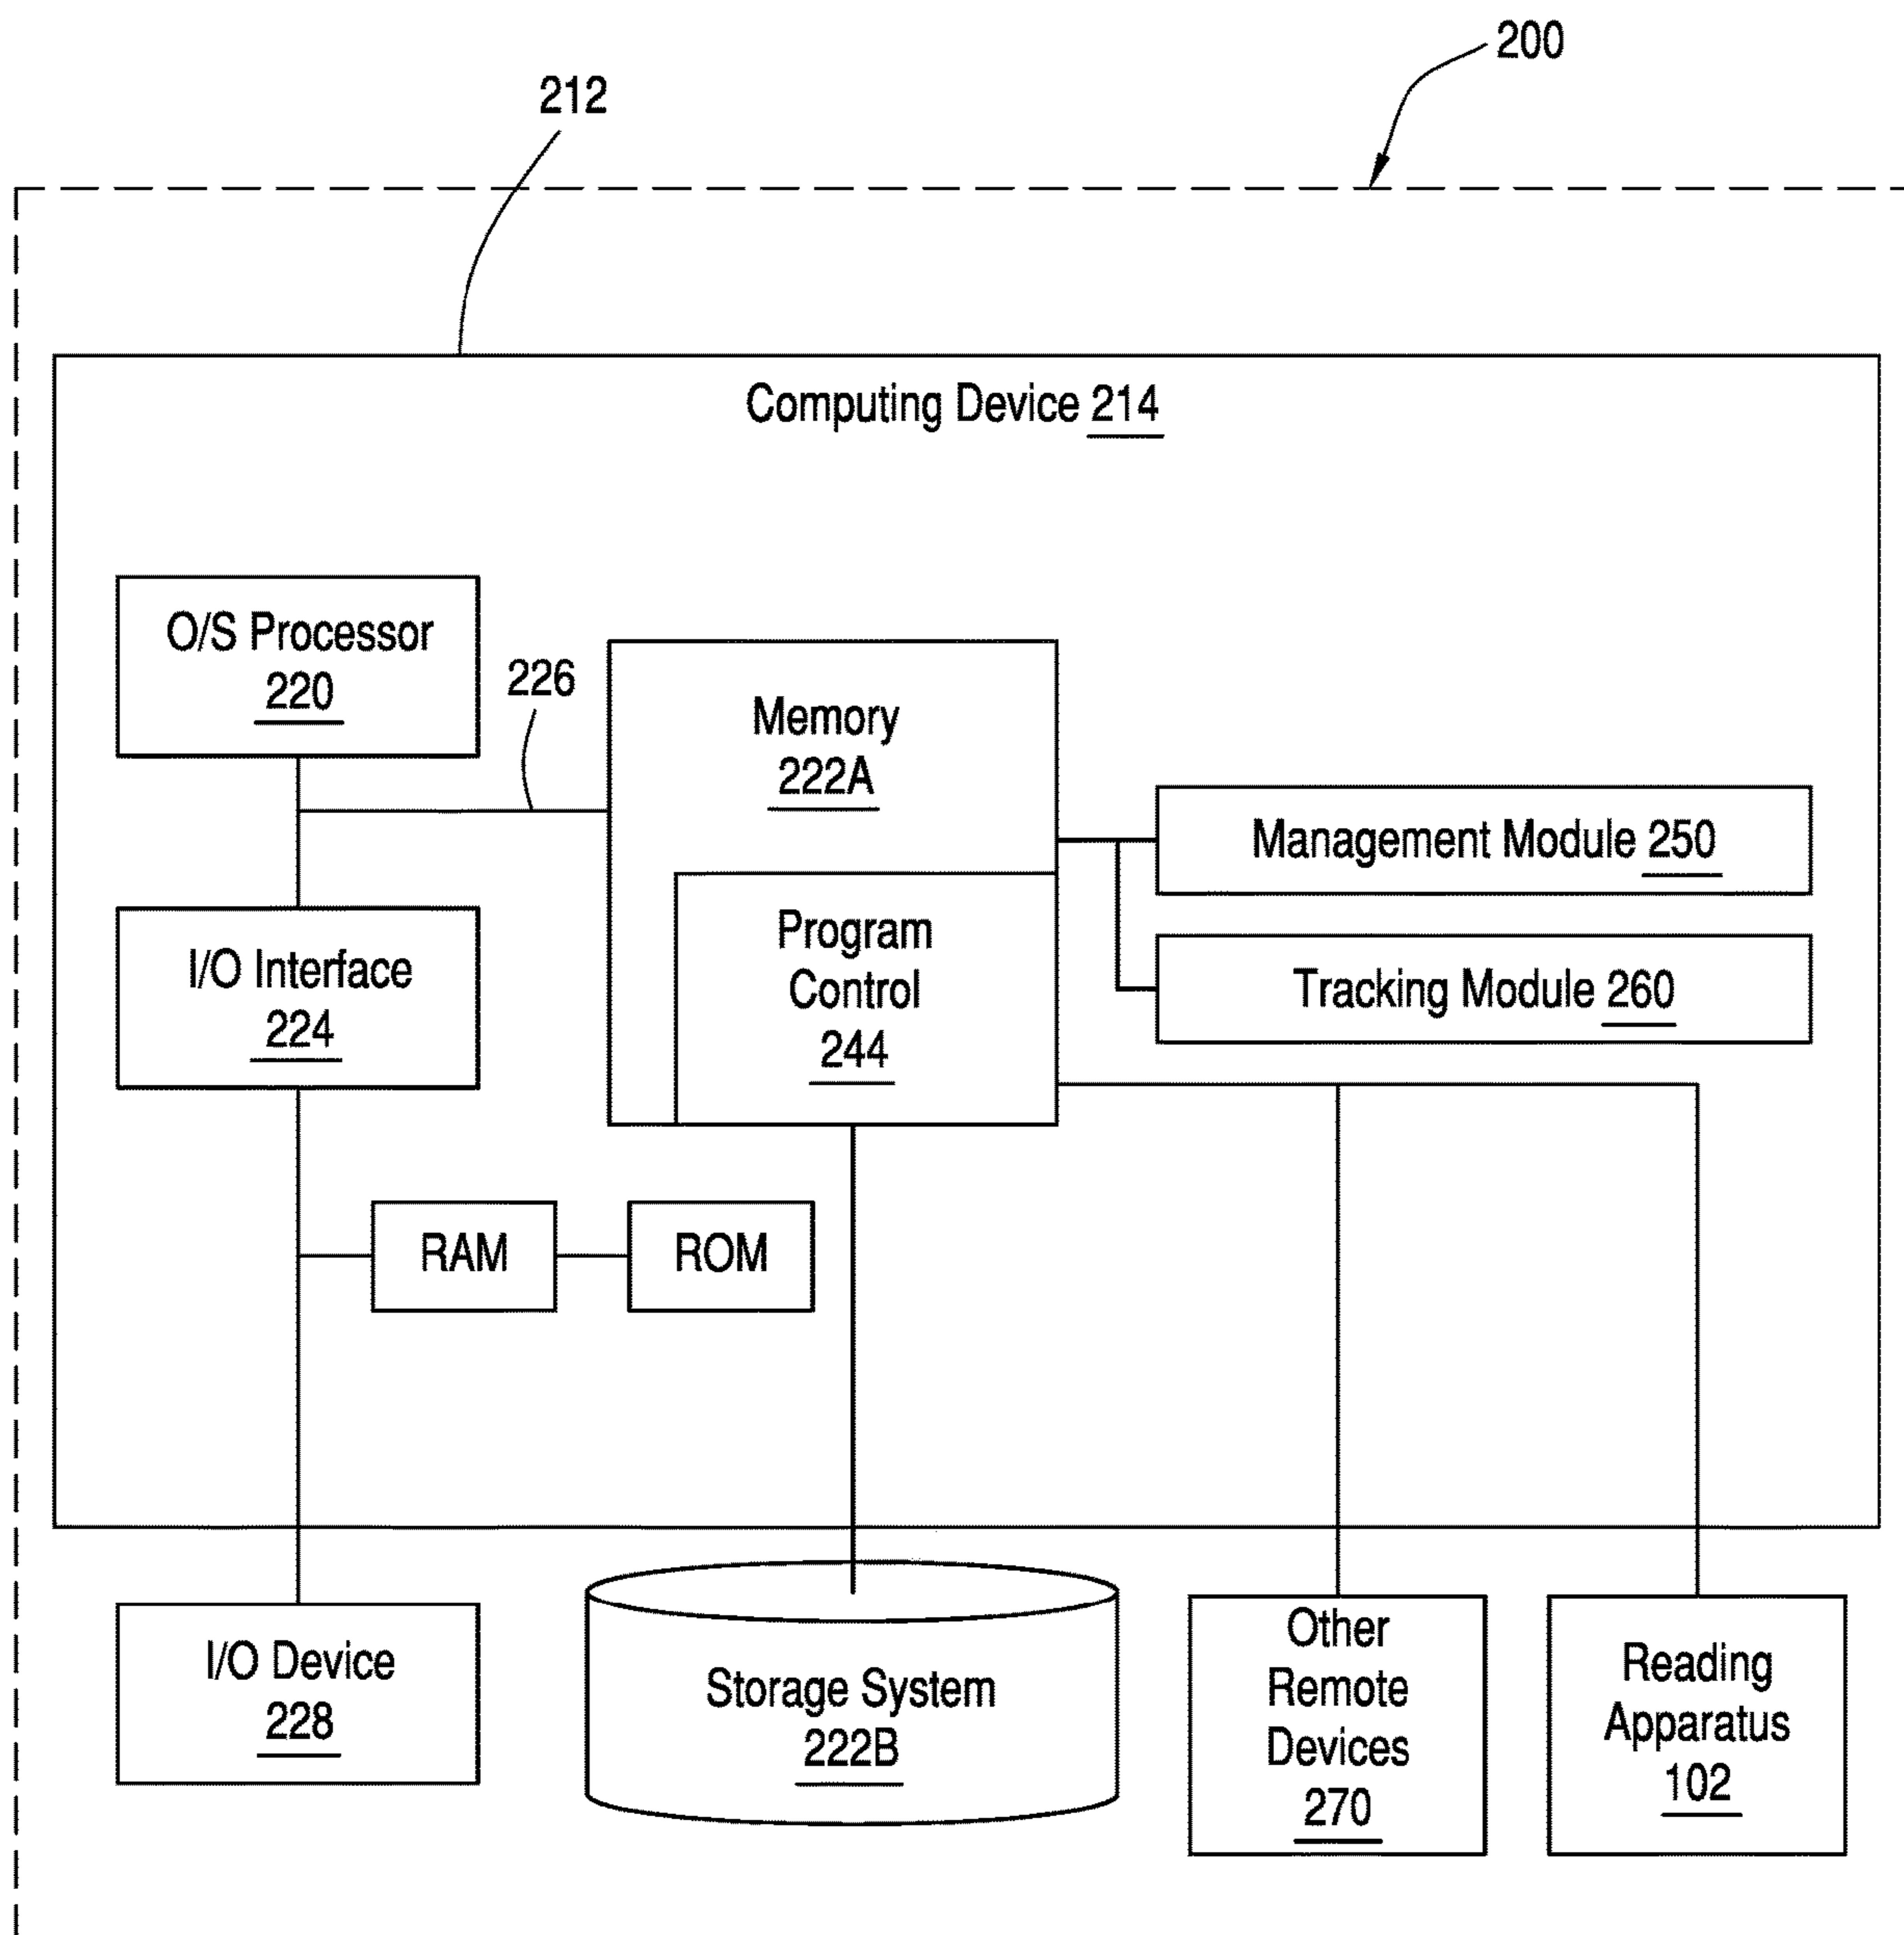 200
212
Computing Device 214
O/S Processor
220
226
Memory
222A
Management Module 250
Program
Control
244
I/O Interface
224
Tracking Module 260
RAM
ROM
I/O Device
228
Storage System
222B
Other
Remote
Devices
270
Reading
Apparatus
102